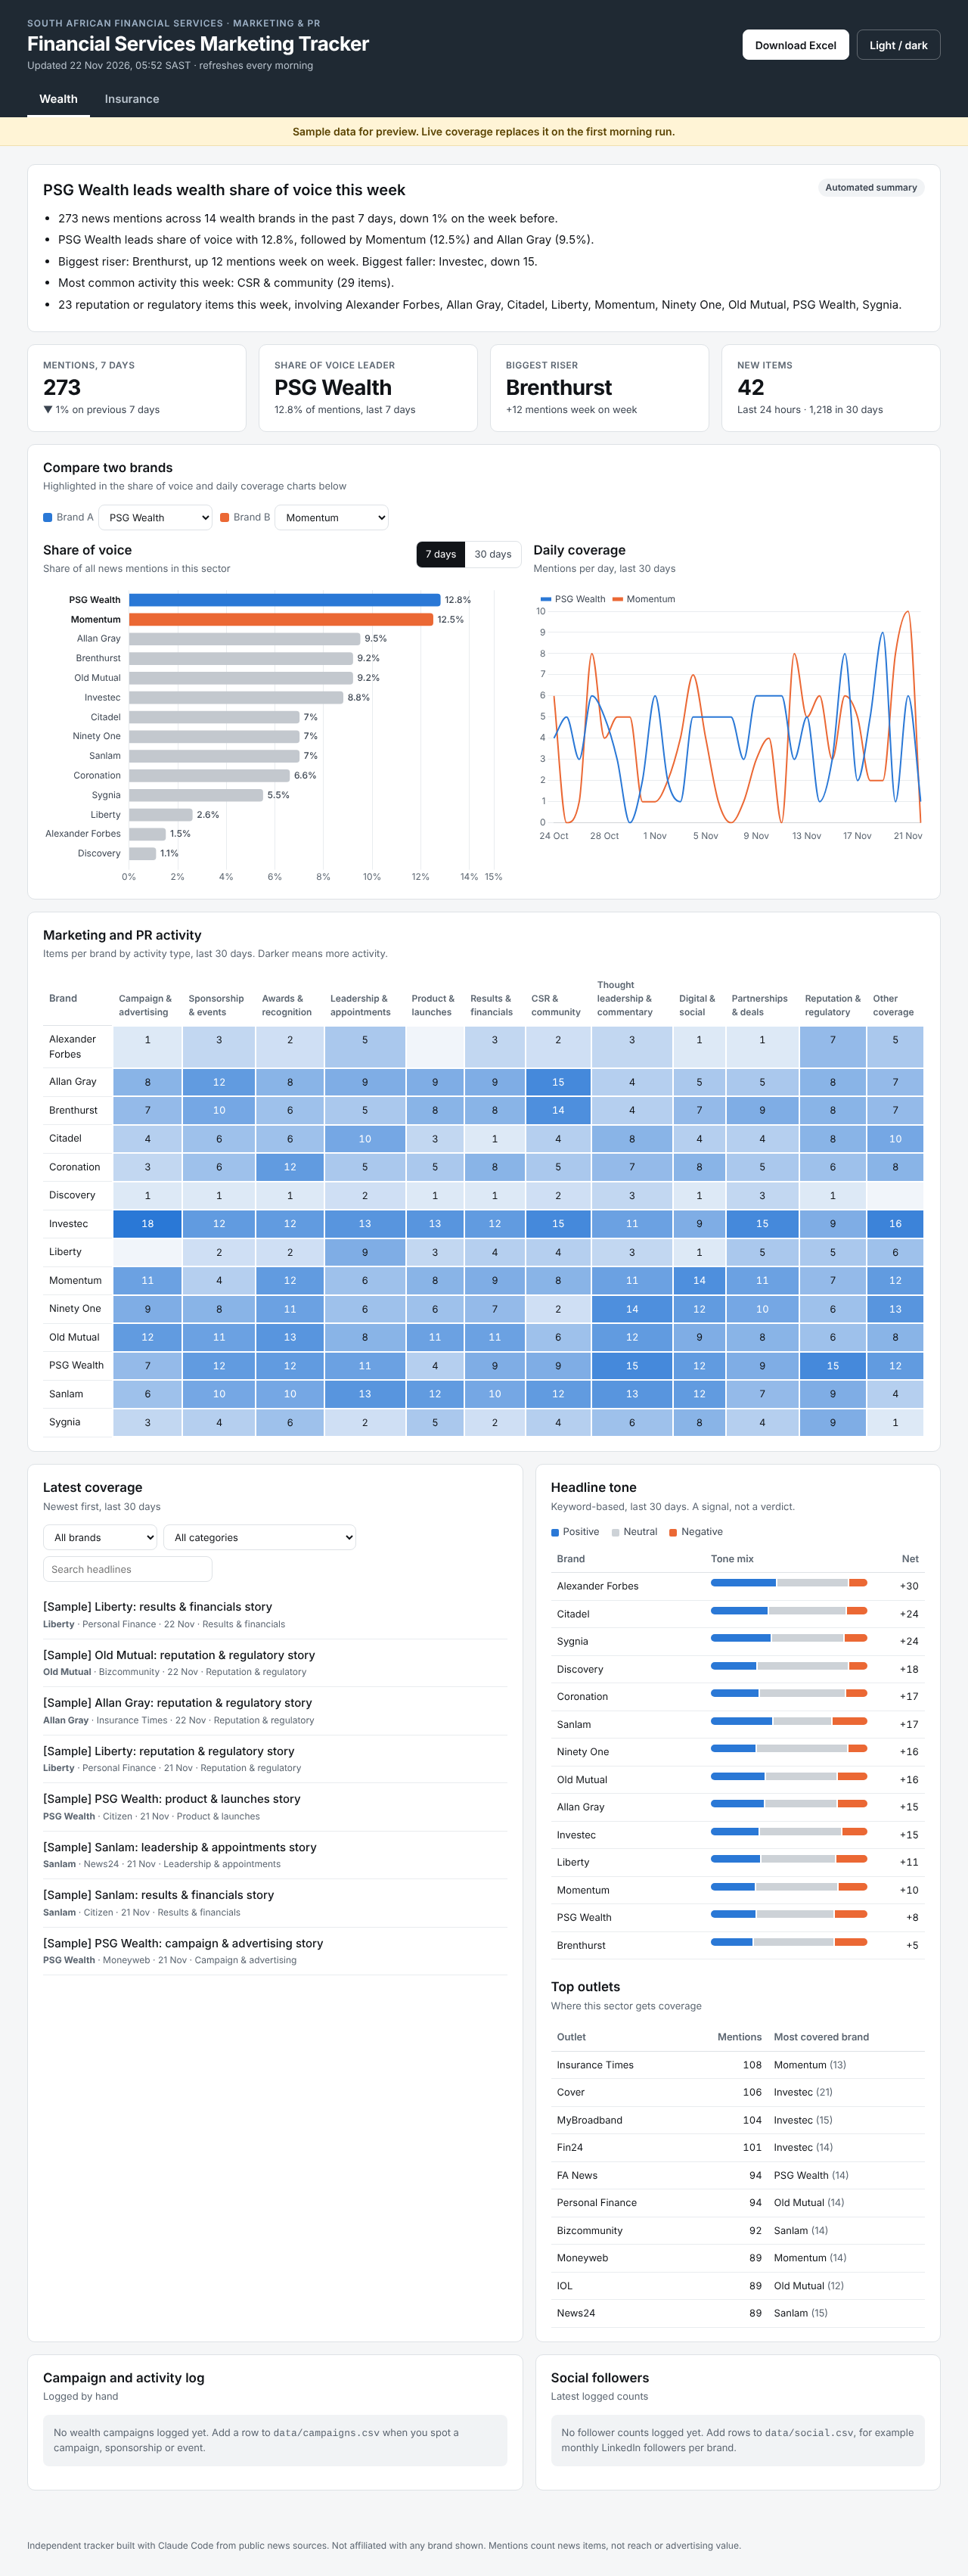 SOUTH AFRICAN FINANCIAL SERVICES · MARKETING & PR
Financial Services Marketing Tracker
Updated 22 Nov 2026, 05:52 SAST · refreshes every morning
Download Excel
Light / dark
Wealth
Insurance
Sample data for preview. Live coverage replaces it on the first morning run.
PSG Wealth leads wealth share of voice this week
Automated summary
• 273 news mentions across 14 wealth brands in the past 7 days, down 1% on the week before.
• PSG Wealth leads share of voice with 12.8%, followed by Momentum (12.5%) and Allan Gray (9.5%).
• Biggest riser: Brenthurst, up 12 mentions week on week. Biggest faller: Investec, down 15.
• Most common activity this week: CSR & community (29 items).
• 23 reputation or regulatory items this week, involving Alexander Forbes, Allan Gray, Citadel, Liberty, Momentum, Ninety One, Old Mutual, PSG Wealth, Sygnia.
MENTIONS, 7 DAYS
273
▼ 1% on previous 7 days
SHARE OF VOICE LEADER
PSG Wealth
12.8% of mentions, last 7 days
BIGGEST RISER
Brenthurst
+12 mentions week on week
NEW ITEMS
42
Last 24 hours · 1,218 in 30 days
Compare two brands
Highlighted in the share of voice and daily coverage charts below
Brand A PSG Wealth Brand B Momentum
Share of voice
Share of all news mentions in this sector
7 days 30 days
PSG Wealth 12.8%
Momentum 12.5%
Allan Gray 9.5%
Brenthurst 9.2%
Old Mutual 9.2%
Investec 8.8%
Citadel 7%
Ninety One 7%
Sanlam 7%
Coronation 6.6%
Sygnia 5.5%
Liberty 2.6%
Alexander Forbes 1.5%
Discovery 1.1%
0% 2% 4% 6% 8% 10% 12% 14% 15%
Daily coverage
Mentions per day, last 30 days
PSG Wealth Momentum
10
9
8
7
6
5
4
3
2
1
0
24 Oct 28 Oct 1 Nov 5 Nov 9 Nov 13 Nov 17 Nov 21 Nov
Marketing and PR activity
Items per brand by activity type, last 30 days. Darker means more activity.
Brand Campaign & advertising Sponsorship & events Awards & recognition Leadership & appointments Product & launches Results & financials CSR & community Thought leadership & commentary Digital & social Partnerships & deals Reputation & regulatory Other coverage
Alexander Forbes 1 3 2 5 3 2 3 1 1 7 5
Allan Gray 8 12 8 9 9 9 15 4 5 5 8 7
Brenthurst 7 10 6 5 8 8 14 4 7 9 8 7
Citadel 4 6 6 10 3 1 4 8 4 4 8 10
Coronation 3 6 12 5 5 8 5 7 8 5 6 8
Discovery 1 1 1 2 1 1 2 3 1 3 1
Investec 18 12 12 13 13 12 15 11 9 15 9 16
Liberty 2 2 9 3 4 4 3 1 5 5 6
Momentum 11 4 12 6 8 9 8 11 14 11 7 12
Ninety One 9 8 11 6 6 7 2 14 12 10 6 13
Old Mutual 12 11 13 8 11 11 6 12 9 8 6 8
PSG Wealth 7 12 12 11 4 9 9 15 12 9 15 12
Sanlam 6 10 10 13 12 10 12 13 12 7 9 4
Sygnia 3 4 6 2 5 2 4 6 8 4 9 1
Latest coverage
Newest first, last 30 days
All brands All categories
Search headlines
[Sample] Liberty: results & financials story
Liberty · Personal Finance · 22 Nov · Results & financials
[Sample] Old Mutual: reputation & regulatory story
Old Mutual · Bizcommunity · 22 Nov · Reputation & regulatory
[Sample] Allan Gray: reputation & regulatory story
Allan Gray · Insurance Times · 22 Nov · Reputation & regulatory
[Sample] Liberty: reputation & regulatory story
Liberty · Personal Finance · 21 Nov · Reputation & regulatory
[Sample] PSG Wealth: product & launches story
PSG Wealth · Citizen · 21 Nov · Product & launches
[Sample] Sanlam: leadership & appointments story
Sanlam · News24 · 21 Nov · Leadership & appointments
[Sample] Sanlam: results & financials story
Sanlam · Citizen · 21 Nov · Results & financials
[Sample] PSG Wealth: campaign & advertising story
PSG Wealth · Moneyweb · 21 Nov · Campaign & advertising
Headline tone
Keyword-based, last 30 days. A signal, not a verdict.
Positive Neutral Negative
Brand Tone mix Net
Alexander Forbes +30
Citadel +24
Sygnia +24
Discovery +18
Coronation +17
Sanlam +17
Ninety One +16
Old Mutual +16
Allan Gray +15
Investec +15
Liberty +11
Momentum +10
PSG Wealth +8
Brenthurst +5
Top outlets
Where this sector gets coverage
Outlet Mentions Most covered brand
Insurance Times 108 Momentum (13)
Cover 106 Investec (21)
MyBroadband 104 Investec (15)
Fin24 101 Investec (14)
FA News 94 PSG Wealth (14)
Personal Finance 94 Old Mutual (14)
Bizcommunity 92 Sanlam (14)
Moneyweb 89 Momentum (14)
IOL 89 Old Mutual (12)
News24 89 Sanlam (15)
Campaign and activity log
Logged by hand
No wealth campaigns logged yet. Add a row to data/campaigns.csv when you spot a
campaign, sponsorship or event.
Social followers
Latest logged counts
No follower counts logged yet. Add rows to data/social.csv, for example
monthly LinkedIn followers per brand.
Independent tracker built with Claude Code from public news sources. Not affiliated with any brand shown. Mentions count news items, not reach or advertising value.